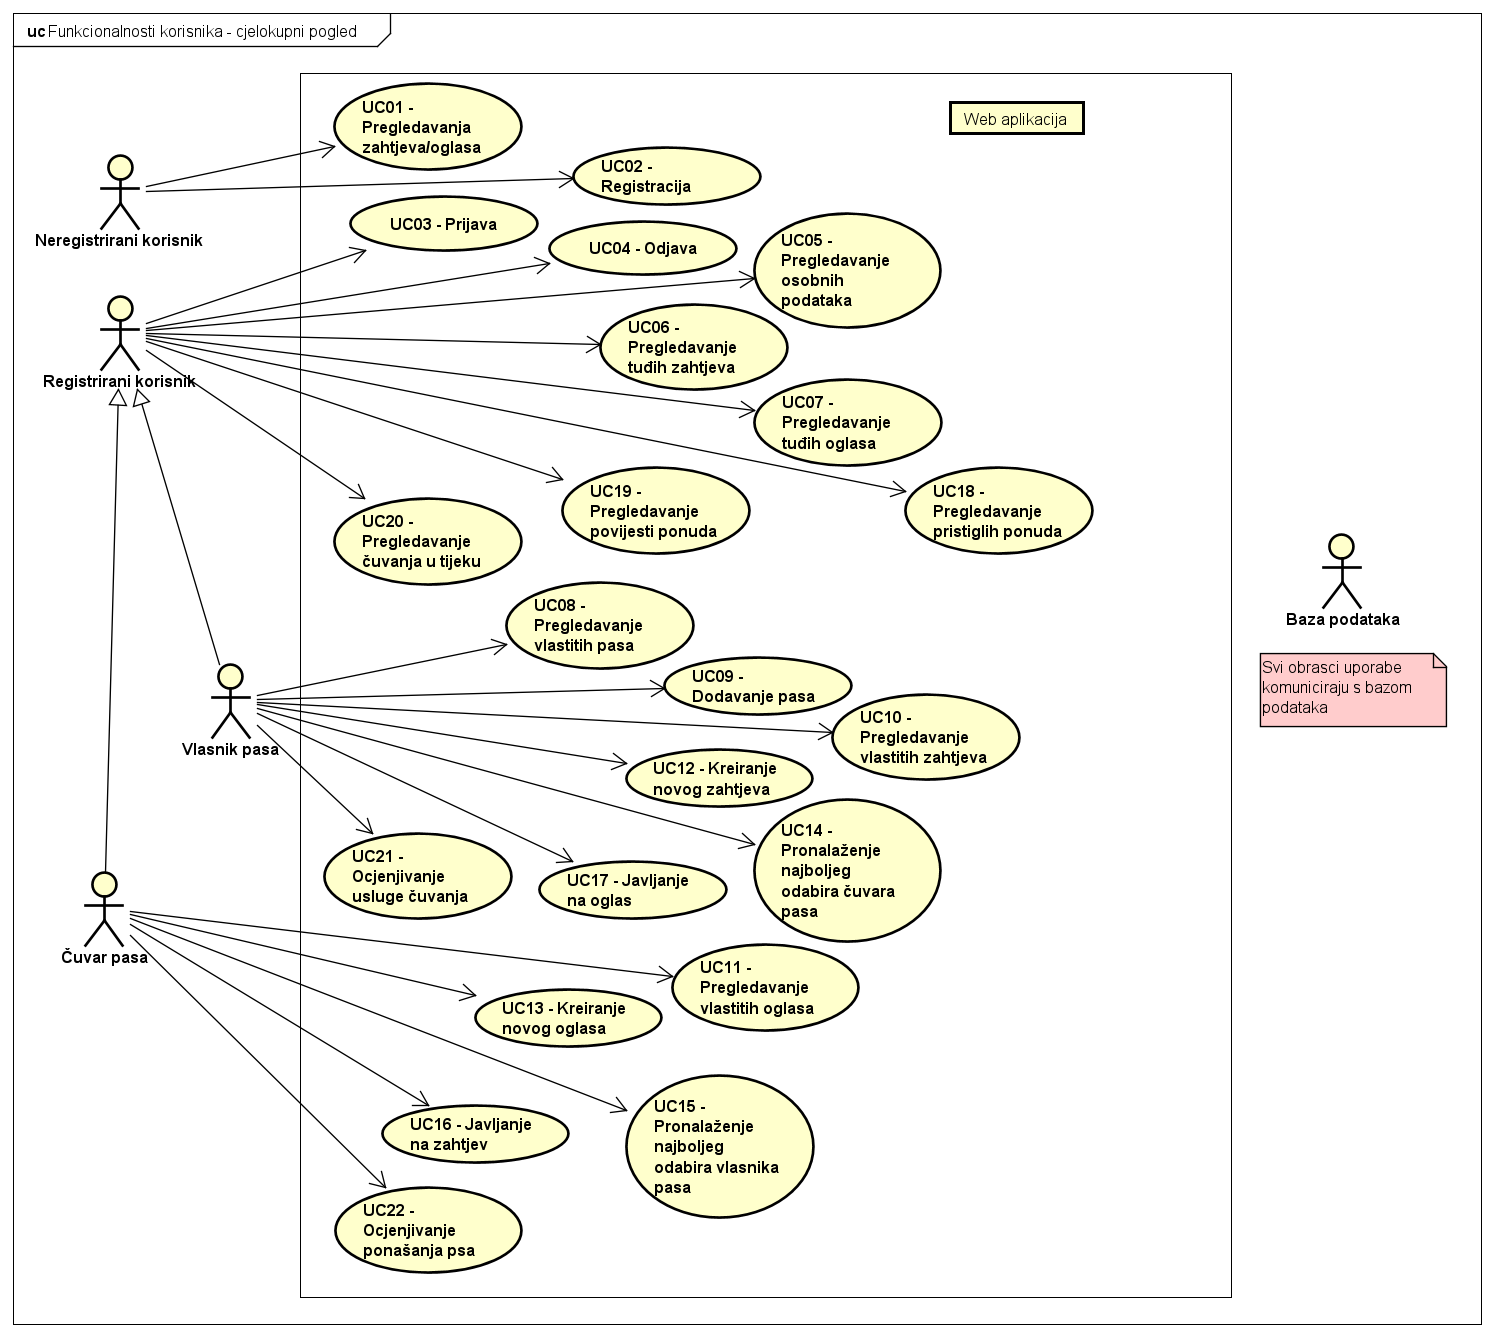 uc Funkcionalnosti korisnika - cjelokupni pogled
Web aplikacija
UC01 -
Pregledavanja
zahtjeva/oglasa
UC02 -
Registracija
Neregistrirani korisnik
UC03 - Prijava
UC04 - Odjava
UC05 -
Pregledavanje
osobnih
podataka
UC06 -
Pregledavanje
tuđih zahtjeva
Registrirani korisnik
UC07 -
Pregledavanje
tuđih oglasa
UC19 -
Pregledavanje
povijesti ponuda
UC18 -
Pregledavanje
pristiglih ponuda
UC20 -
Pregledavanje
čuvanja u tijeku
Baza podataka
Svi obrasci uporabe
komuniciraju s bazom
podataka
UC08 -
Pregledavanje
vlastitih pasa
UC09 -
Dodavanje pasa
UC10 -
Pregledavanje
vlastitih zahtjeva
Vlasnik pasa
UC12 - Kreiranje
novog zahtjeva
UC14 -
Pronalaženje
najboljeg
odabira čuvara
pasa
UC21 -
Ocjenjivanje
usluge čuvanja
UC17 - Javljanje
na oglas
Čuvar pasa
UC11 -
Pregledavanje
vlastitih oglasa
UC13 - Kreiranje
novog oglasa
UC16 - Javljanje
na zahtjev
UC15 -
Pronalaženje
najboljeg
odabira vlasnika
pasa
UC22 -
Ocjenjivanje
ponašanja psa